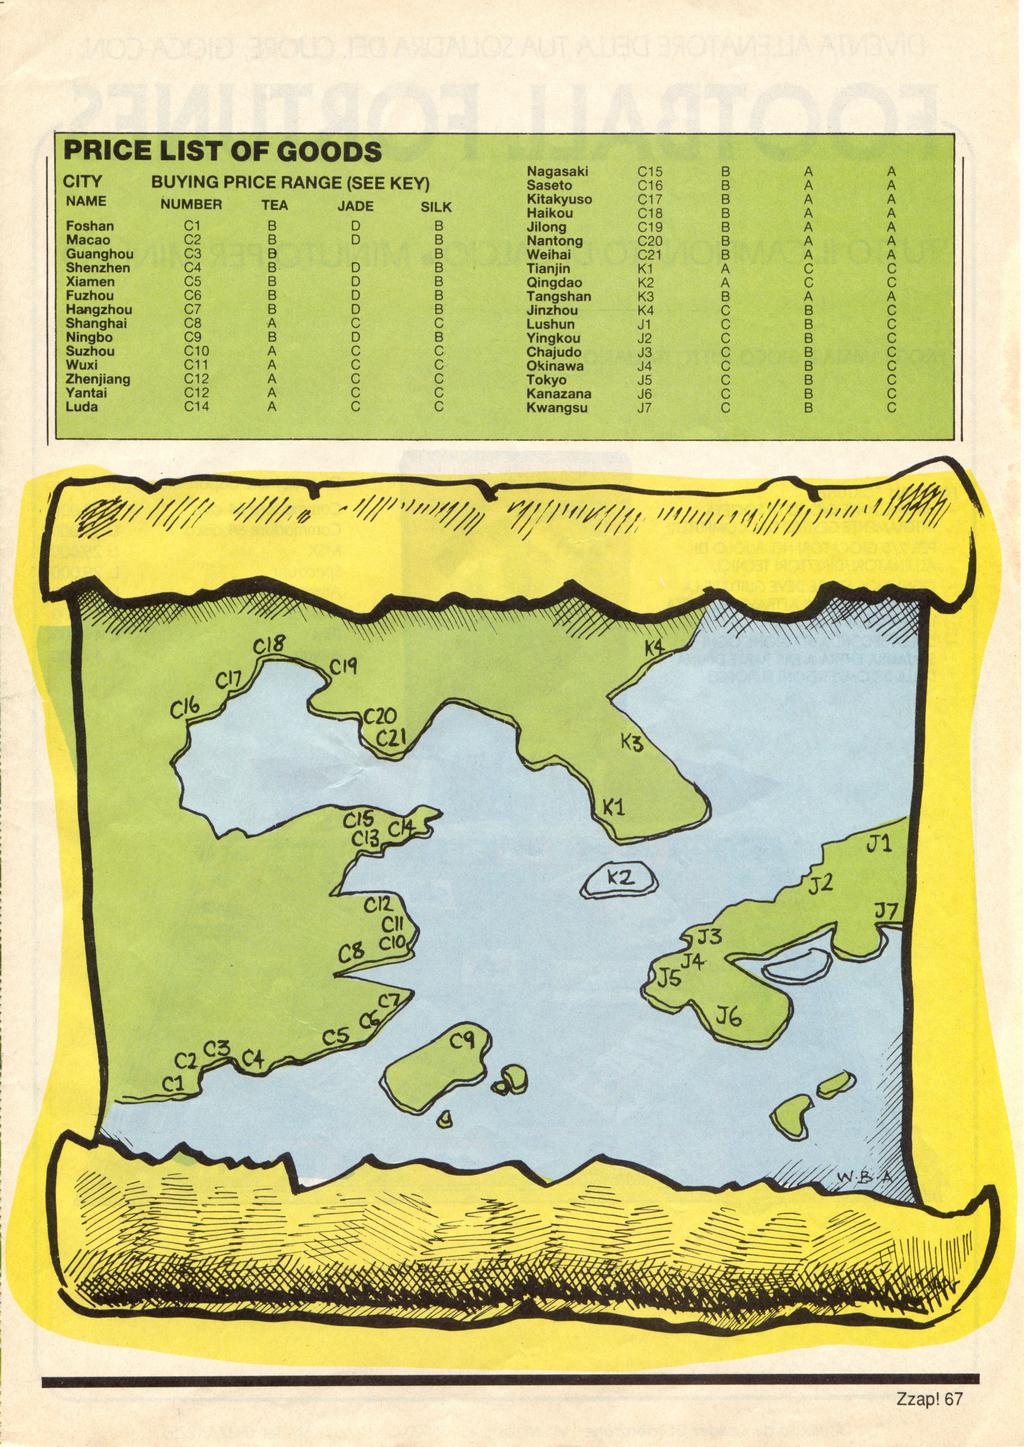 PRICE LIST OF GOODS
CITY BUYING PRICE RANGE (SEE KEY)
NAME NUMBER TEA JADE SILK
Foshan C1 B D B
Macao C2 B D B
Guanghou C3 B B
Shenzhen C4 B D B
Xiamen C5 B D B
Fuzhou C6 B D B
Hangzhou C7 B D B
Shanghai C8 A C C
Ningbo C9 B D B
Suzhou C10 A C C
Wuxi C11 A C C
Zhenjiang C12 A C C
Yantai C12 A C C
Luda C14 A C C
Nagasaki C15 B A A
Saseto C16 B A A
Kitakyuso C17 B A A
Haikou C18 B A A
Jilong C19 B A A
Nantong C20 B A A
Weihai C21 B A A
Tianjin K1 A C C
Qingdao K2 A C C
Tangshan K3 B A A
Jinzhou K4 C B C
Lushun J1 C B C
Yingkou J2 C B C
Chajudo J3 C B C
Okinawa J4 C B C
Tokyo J5 C B C
Kanazana J6 C B C
Kwangsu J7 C B C
C18 K4
C19
C17
C16
C20
C21 K3
K1
C15
C14
C13
J1
K2
J2
C12
J7
C11
C10
J3
C8
J4
J5
C7
C6
J6
C5
C9
C3
C2
C4
C1
W.B.A
Zzap! 67